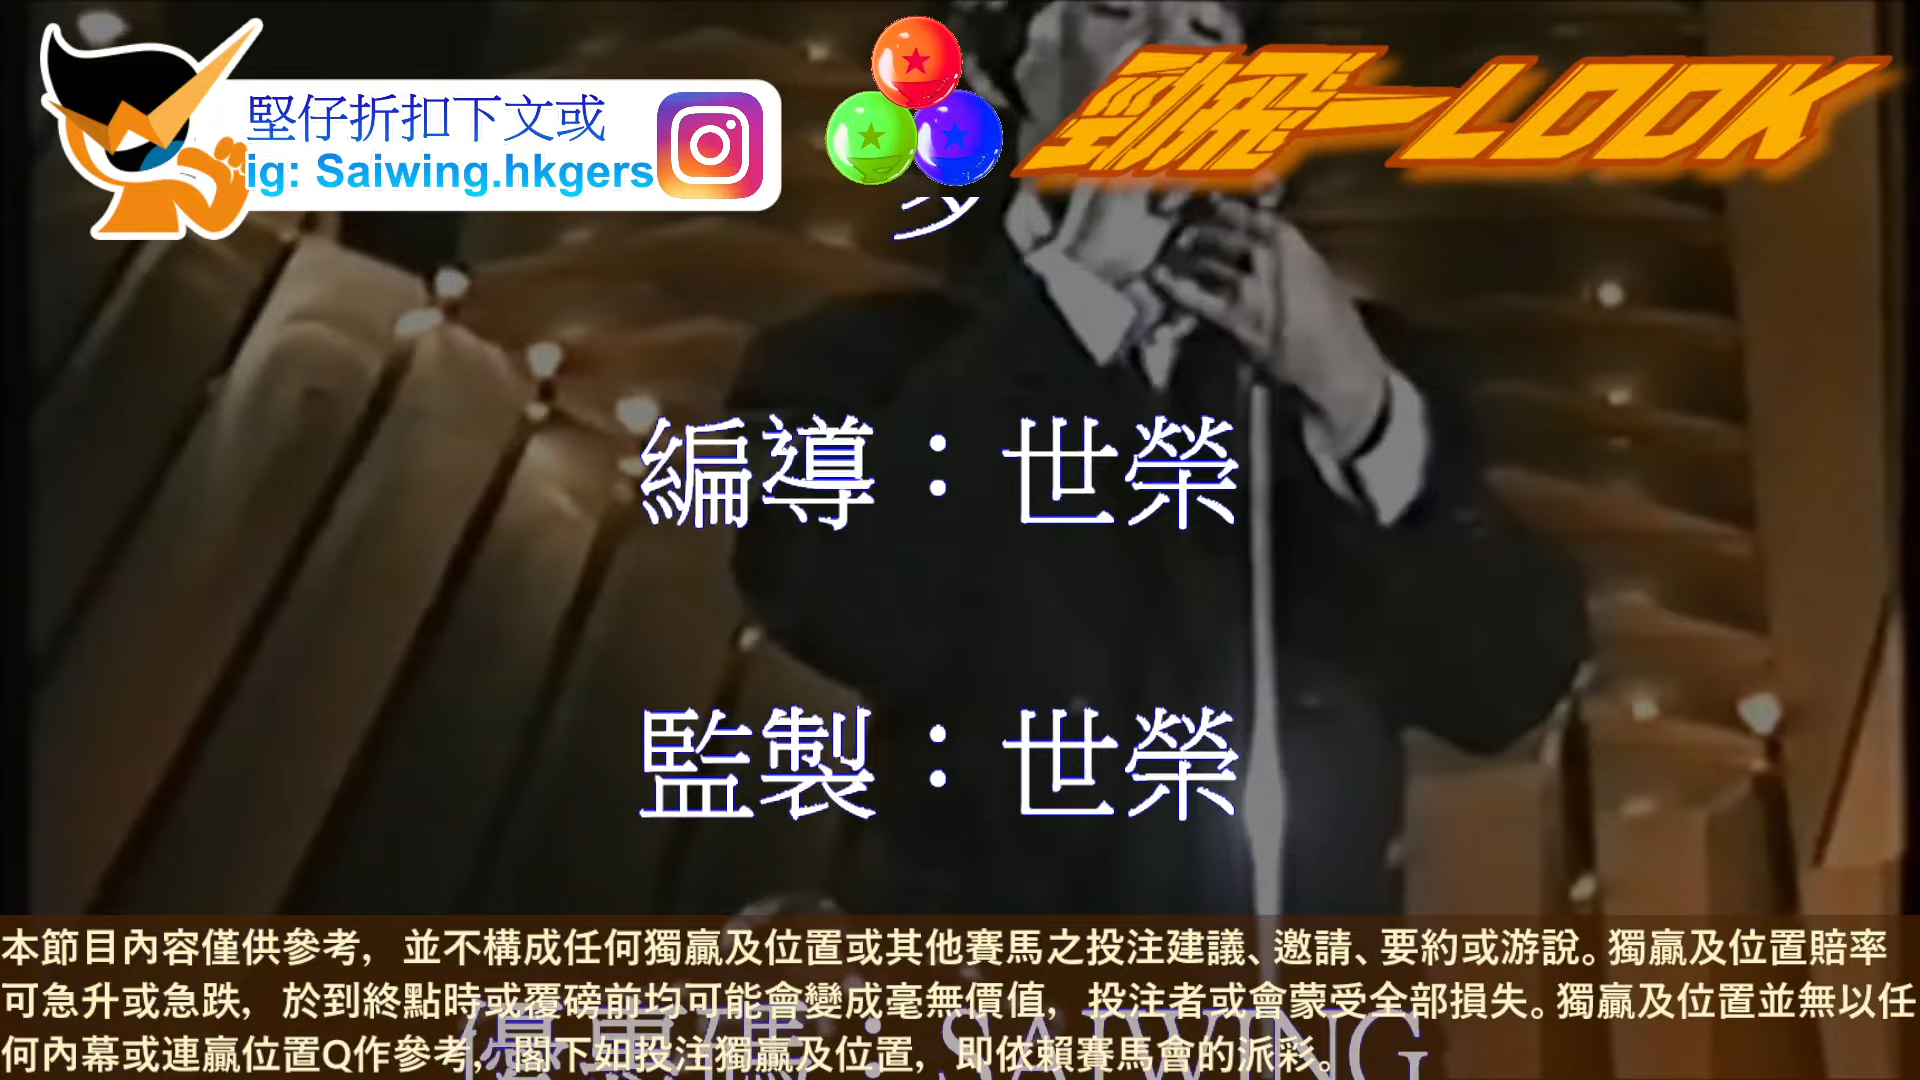 堅仔折扣下文或
ig: Saiwing.hkgers
勁飛一LOOK
編導：世榮
監製：世榮
本節目內容僅供參考，並不構成任何獨贏及位置或其他賽馬之投注建議、邀請、要約或游說。獨贏及位置賠率
可急升或急跌，於到終點時或覆磅前均可能會變成毫無價值，投注者或會蒙受全部損失。獨贏及位置並無以任
何內幕或連贏位置Q作參考，閣下如投注獨贏及位置，即依賴賽馬會的派彩。
優惠碼：SAIWING